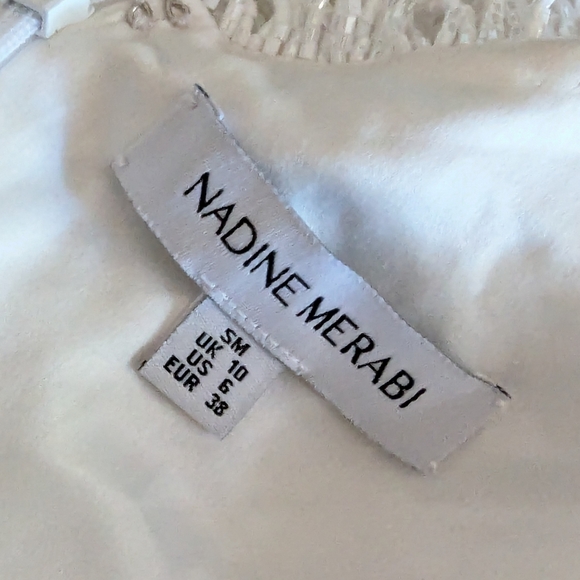 NADINE MERABI
SM
UK 10
US 6
EUR 38